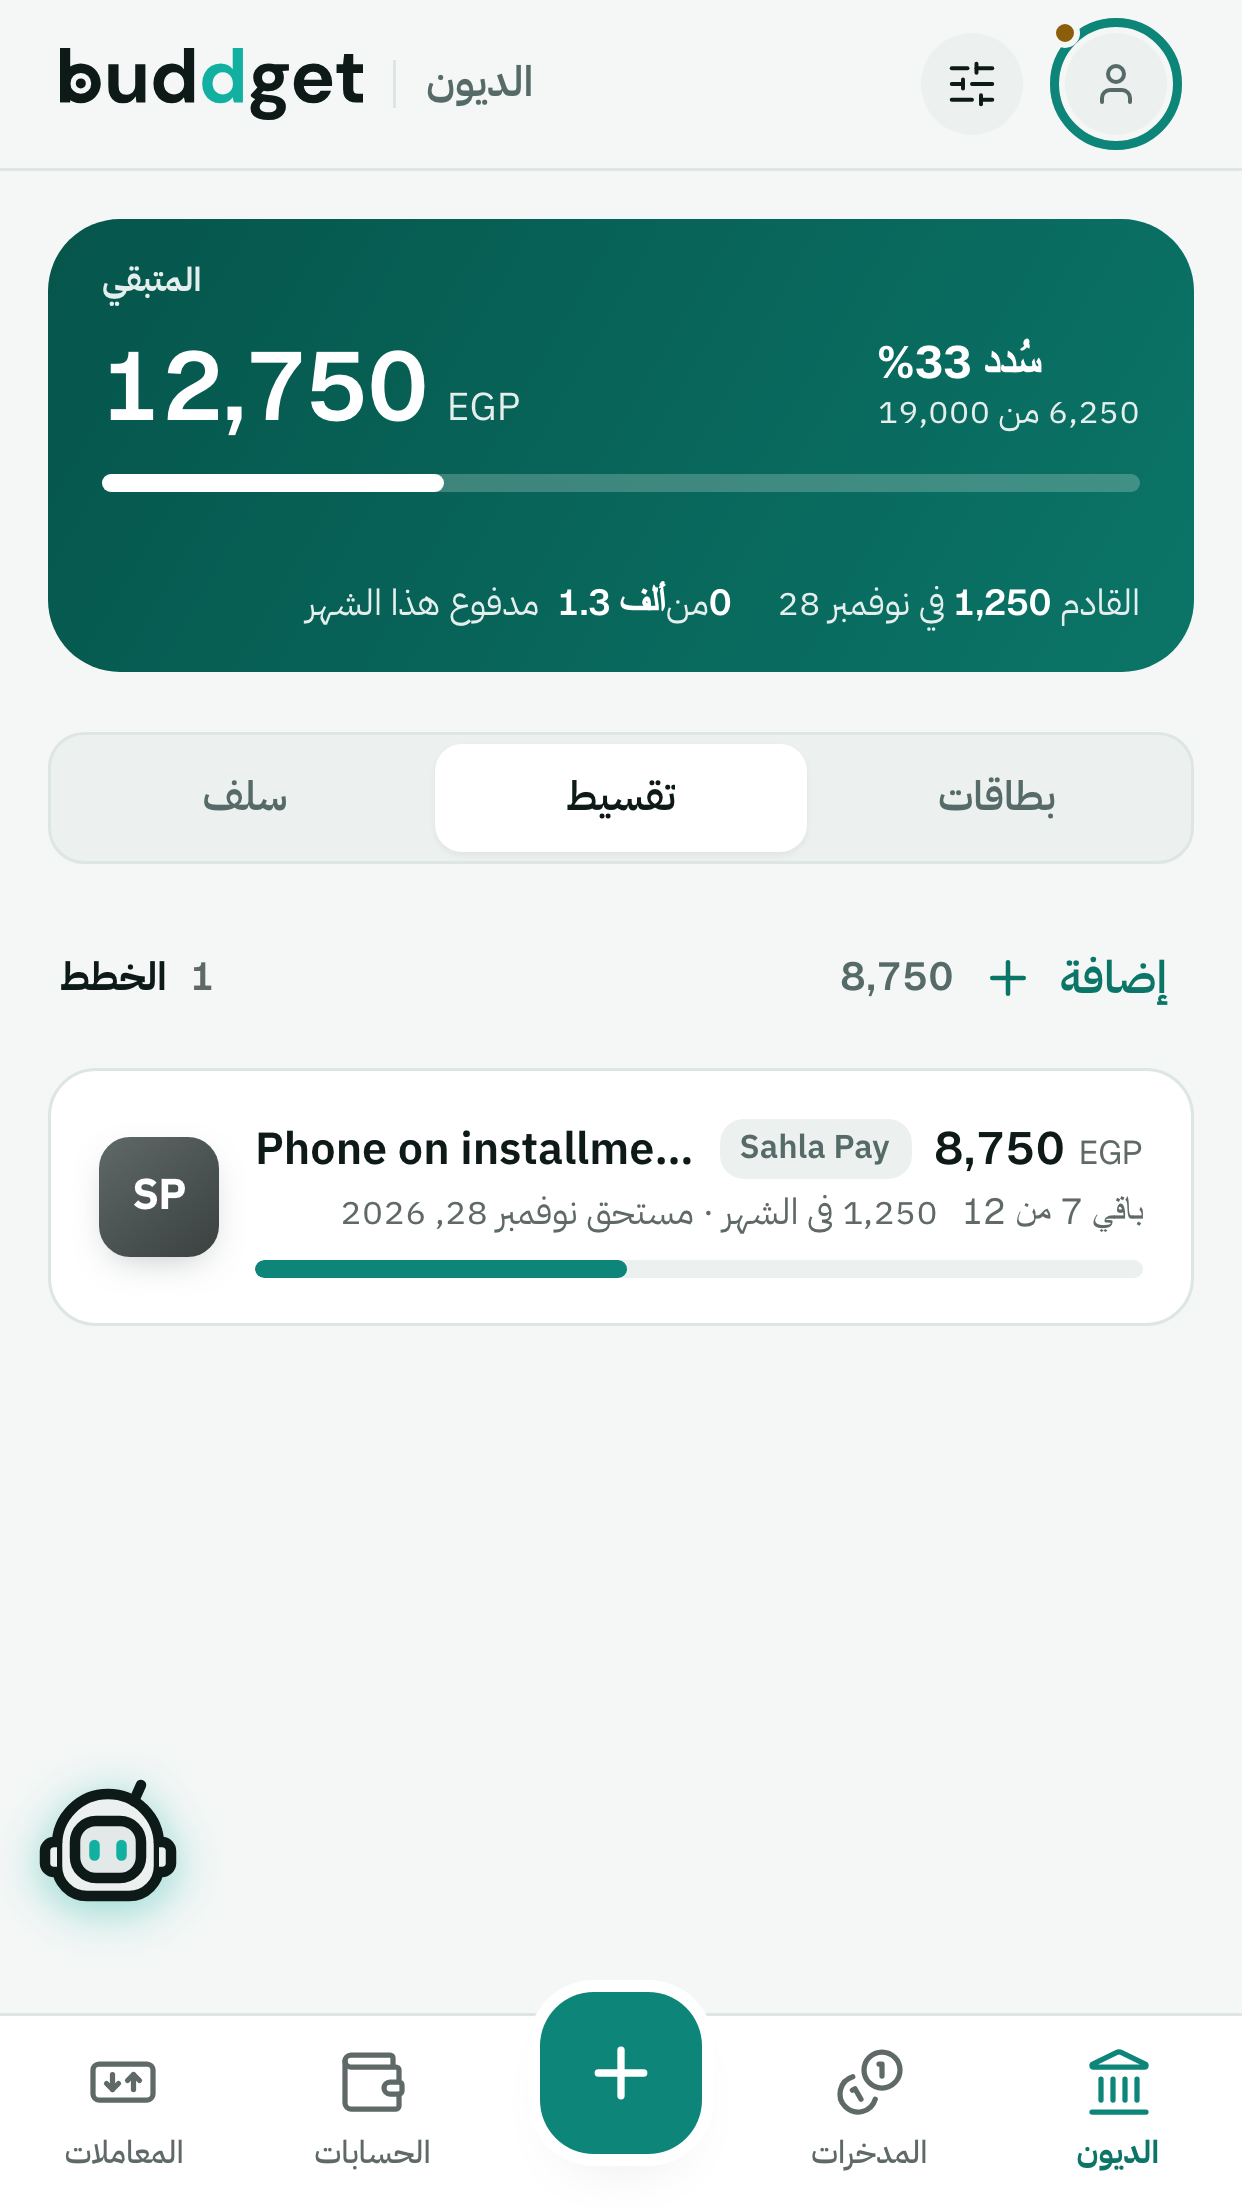 buddget | الديون
المتبقي
12,750 EGP
سُدد 33%
6,250 من 19,000
القادم 1,250 في نوفمبر 28
0من1.3 ألف مدفوع هذا الشهر
بطاقات
تقسيط
سلف
الخطط 1
8,750
+ إضافة
SP
Phone on installme...
Sahla Pay
8,750 EGP
باقي 7 من 12
1,250 في الشهر · مستحق نوفمبر 28, 2026
المعاملات
الحسابات
المدخرات
الديون